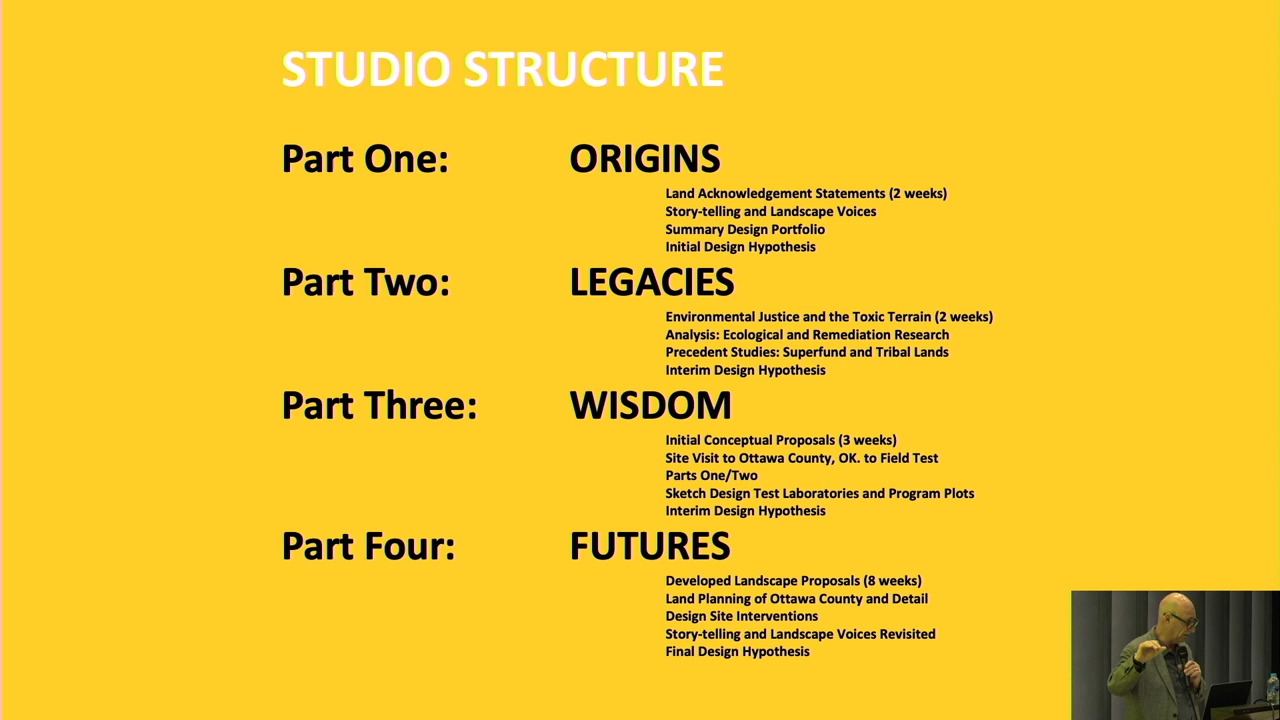 STUDIO STRUCTURE
Part One: ORIGINS
Land Acknowledgement Statements (2 weeks)
Story-telling and Landscape Voices
Summary Design Portfolio
Initial Design Hypothesis
Part Two: LEGACIES
Environmental Justice and the Toxic Terrain (2 weeks)
Analysis: Ecological and Remediation Research
Precedent Studies: Superfund and Tribal Lands
Interim Design Hypothesis
Part Three: WISDOM
Initial Conceptual Proposals (3 weeks)
Site Visit to Ottawa County, OK. to Field Test
Parts One/Two
Sketch Design Test Laboratories and Program Plots
Interim Design Hypothesis
Part Four: FUTURES
Developed Landscape Proposals (8 weeks)
Land Planning of Ottawa County and Detail
Design Site Interventions
Story-telling and Landscape Voices Revisited
Final Design Hypothesis